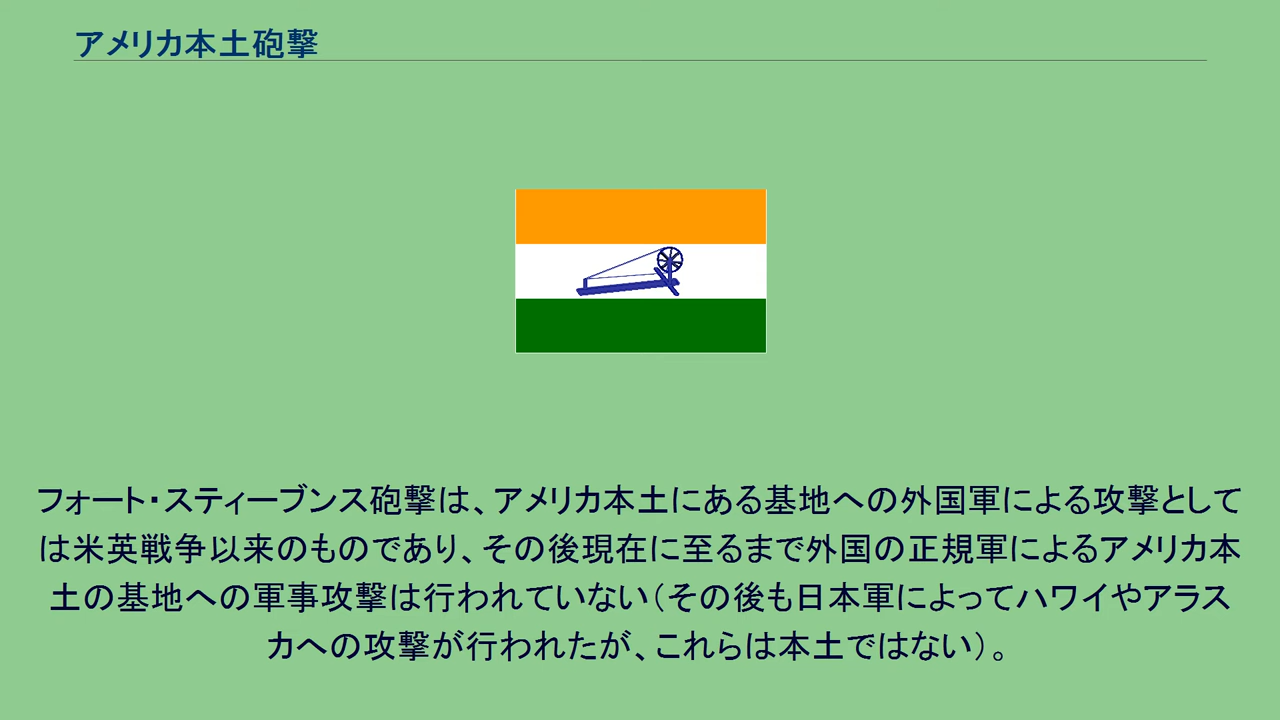 アメリカ本土砲撃
フォート・スティーブンス砲撃は、アメリカ本土にある基地への外国軍による攻撃として
は米英戦争以来のものであり、その後現在に至るまで外国の正規軍によるアメリカ本
土の基地への軍事攻撃は行われていない（その後も日本軍によってハワイやアラス
カへの攻撃が行われたが、これらは本土ではない）。